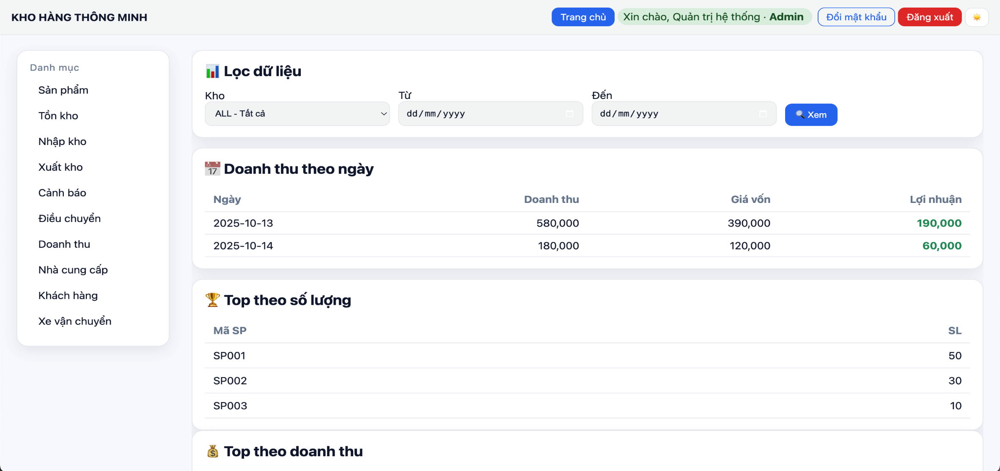 KHO HÀNG THÔNG MINH
Trang chủ
Xin chào, Quản trị hệ thống · Admin
Đổi mật khẩu
Đăng xuất
Danh mục
Sản phẩm
Tồn kho
Nhập kho
Xuất kho
Cảnh báo
Điều chuyển
Doanh thu
Nhà cung cấp
Khách hàng
Xe vận chuyển
Lọc dữ liệu
Kho Từ Đến
ALL - Tất cả dd/mm/yyyy dd/mm/yyyy Xem
JUL
17
Doanh thu theo ngày
Ngày Doanh thu Giá vốn Lợi nhuận
2025-10-13 580,000 390,000 190,000
2025-10-14 180,000 120,000 60,000
Top theo số lượng
Mã SP SL
SP001 50
SP002 30
SP003 10
Top theo doanh thu